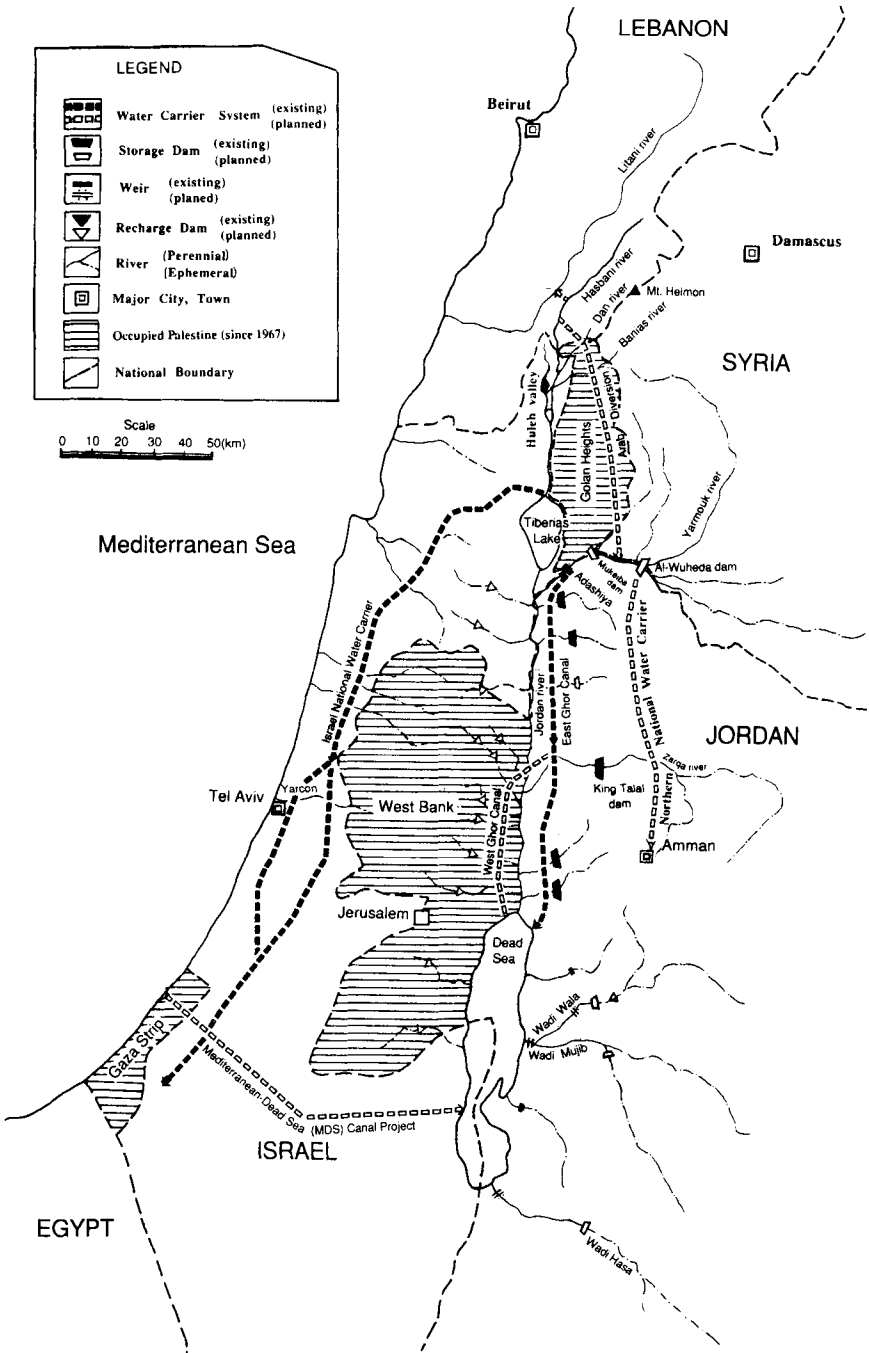 LEGEND
Water Carrier System (existing)
(planned)
Storage Dam (existing)
(planned)
Weir (existing)
(planed)
Recharge Dam (existing)
(planned)
River (Perennial)
(Ephemeral)
Major City, Town
Occupied Palestine (since 1967)
National Boundary
Scale
0 10 20 30 40 50(km)
LEBANON
Beirut
Litani river
Damascus
Hasbani river
Dan river
Mt. Heimon
Banias river
SYRIA
Huleh valley
Golan Heights
Arab Diversion
Yarmouk river
Tiberias
Lake
Mediterranean Sea
Mukeiba
dam
Al-Wuheda dam
Adashiya
Israel National Water Carrier
Jordan river
East Ghor Canal
Northern National Water Carrier
JORDAN
Zarqa river
King Talal
dam
Tel Aviv
Yarcon
West Bank
West Ghor Canal
Amman
Jerusalem
Dead
Sea
Wadi Wala
Wadi Mujib
Gaza Strip
Mediterranean-Dead Sea (MDS) Canal Project
ISRAEL
EGYPT
Wadi Hasa